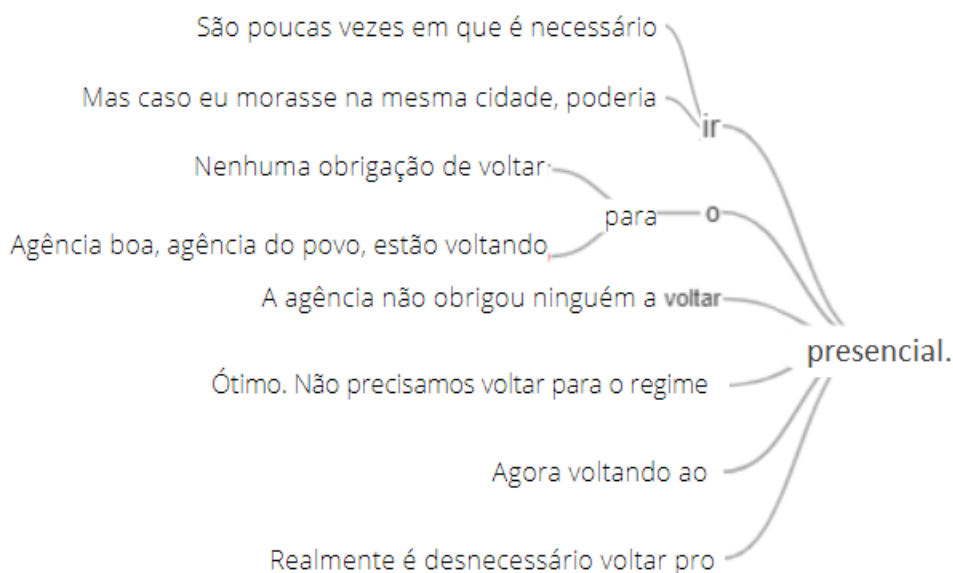 São poucas vezes em que é necessário
Mas caso eu morasse na mesma cidade, poderia
ir
Nenhuma obrigação de voltar
para o
Agência boa, agência do povo, estão voltando,
A agência não obrigou ninguém a voltar
presencial.
Ótimo. Não precisamos voltar para o regime
Agora voltando ao
Realmente é desnecessário voltar pro